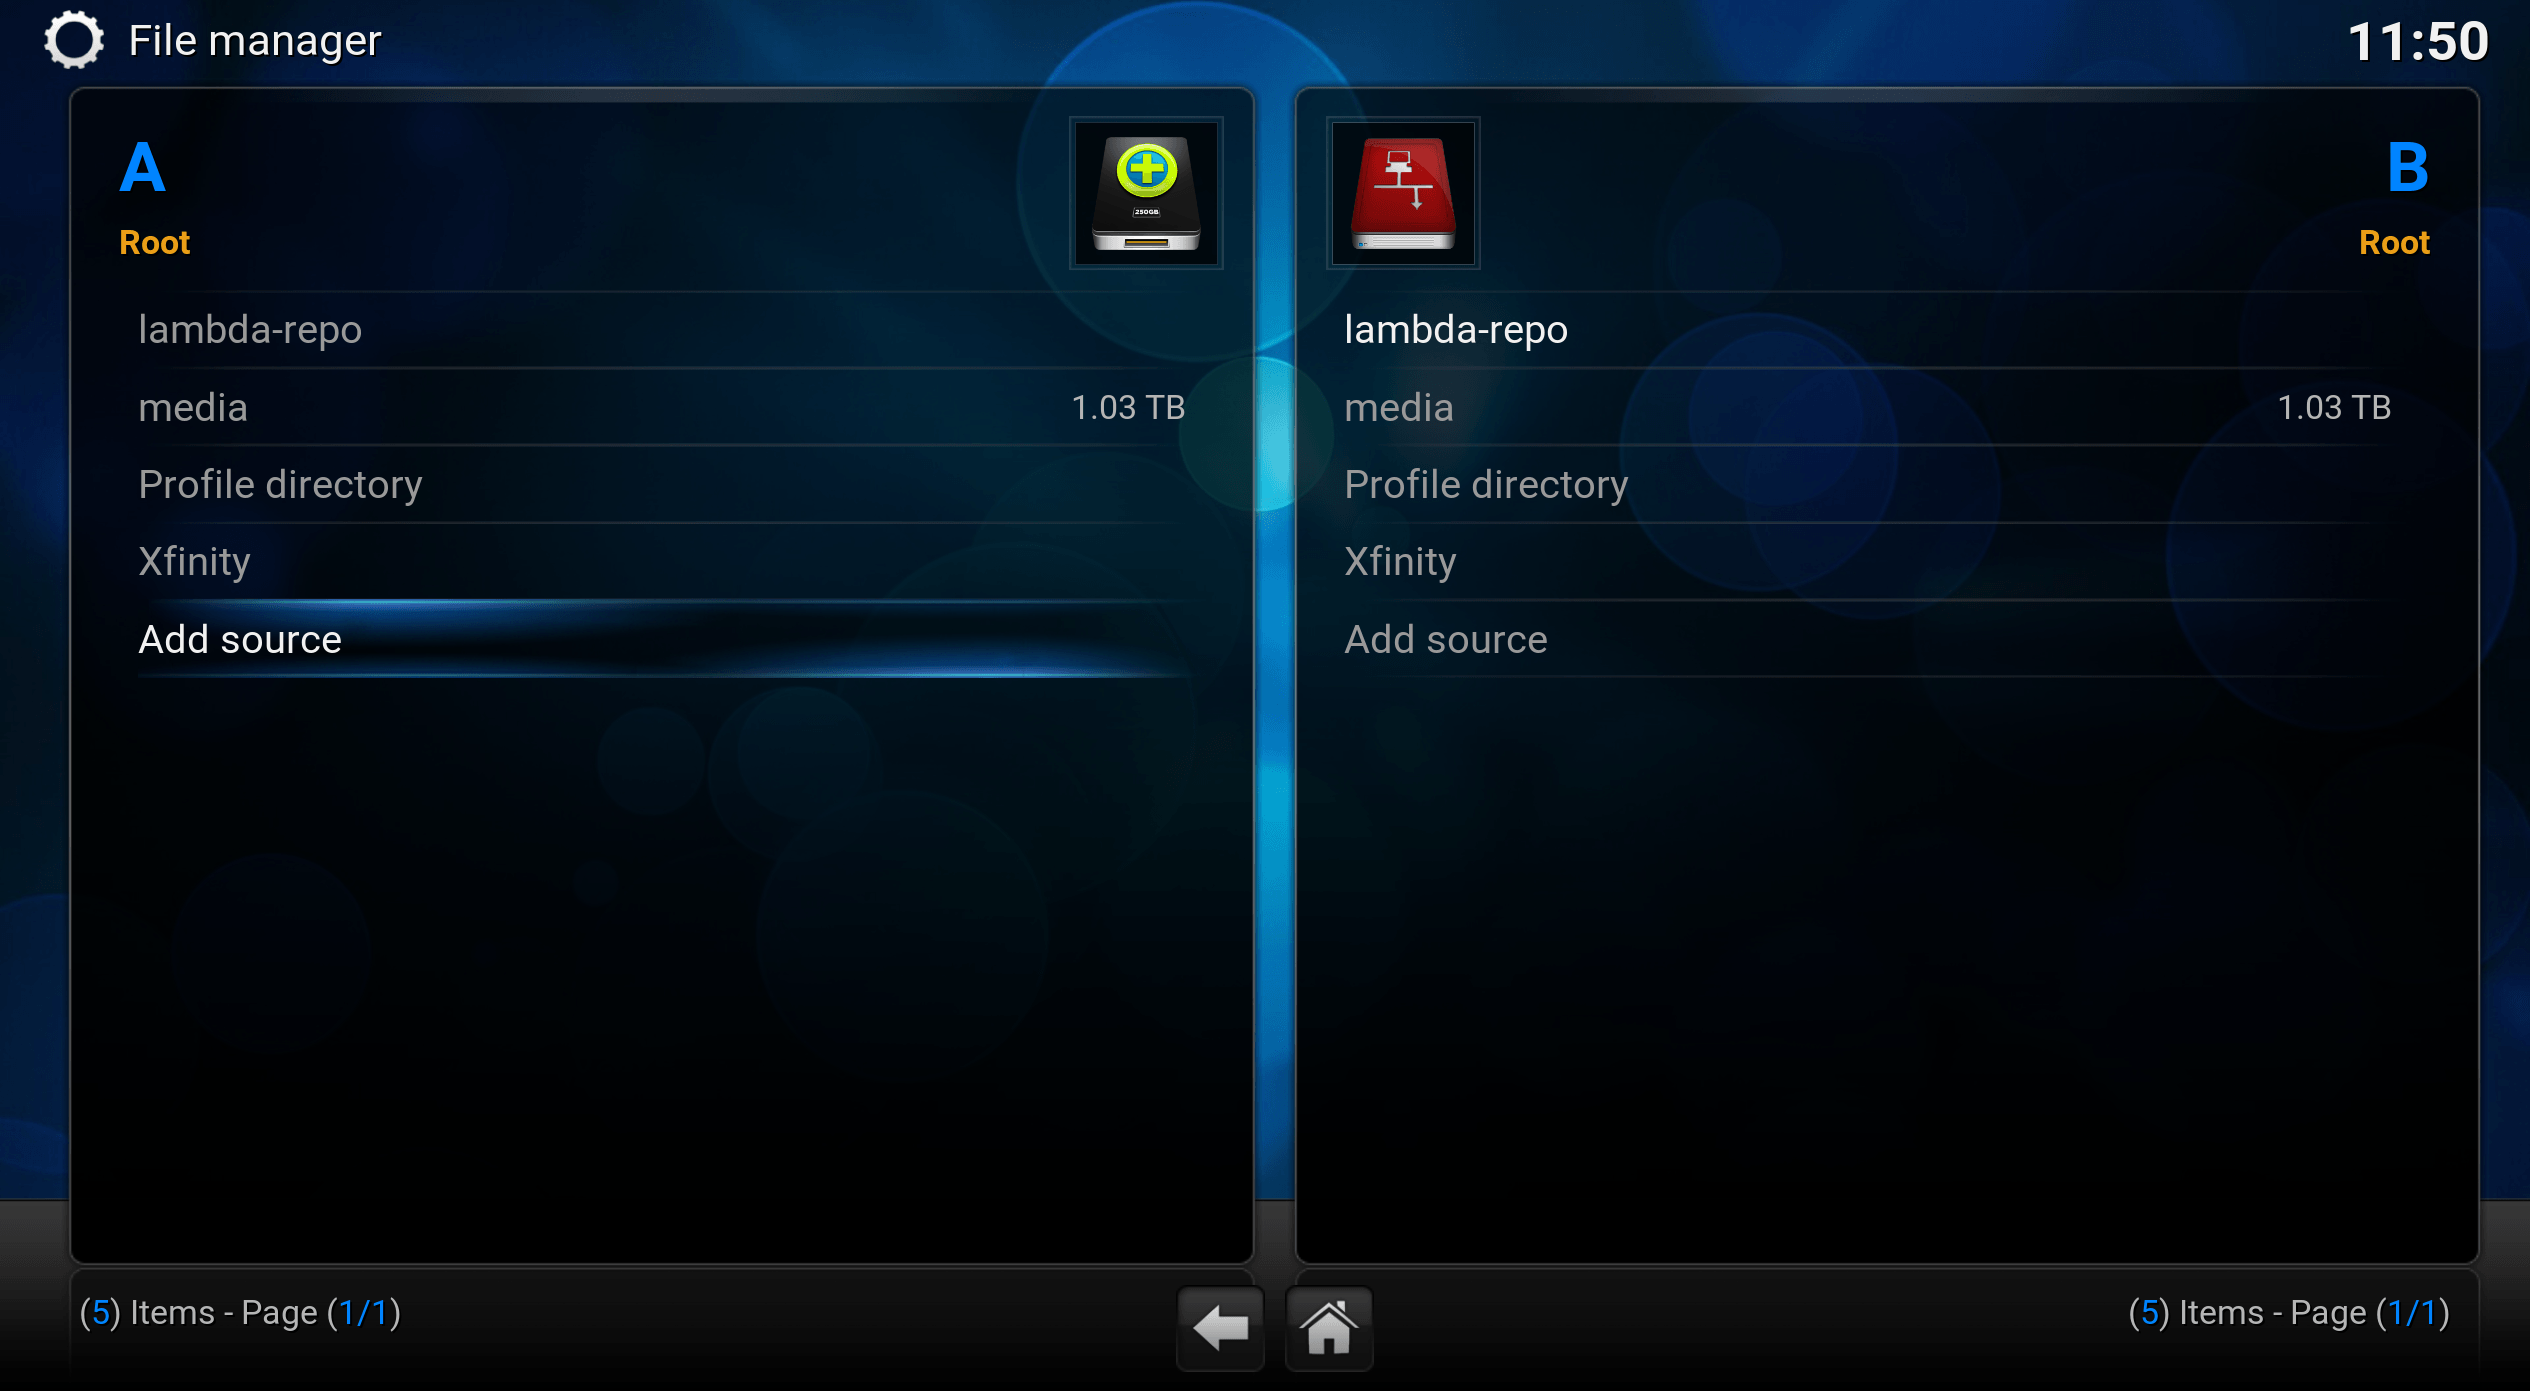 File manager
11:50
A
Root
250GB
lambda-repo
media 1.03 TB
Profile directory
Xfinity
Add source
(5) Items - Page (1/1)
B
Root
lambda-repo
media 1.03 TB
Profile directory
Xfinity
Add source
(5) Items - Page (1/1)